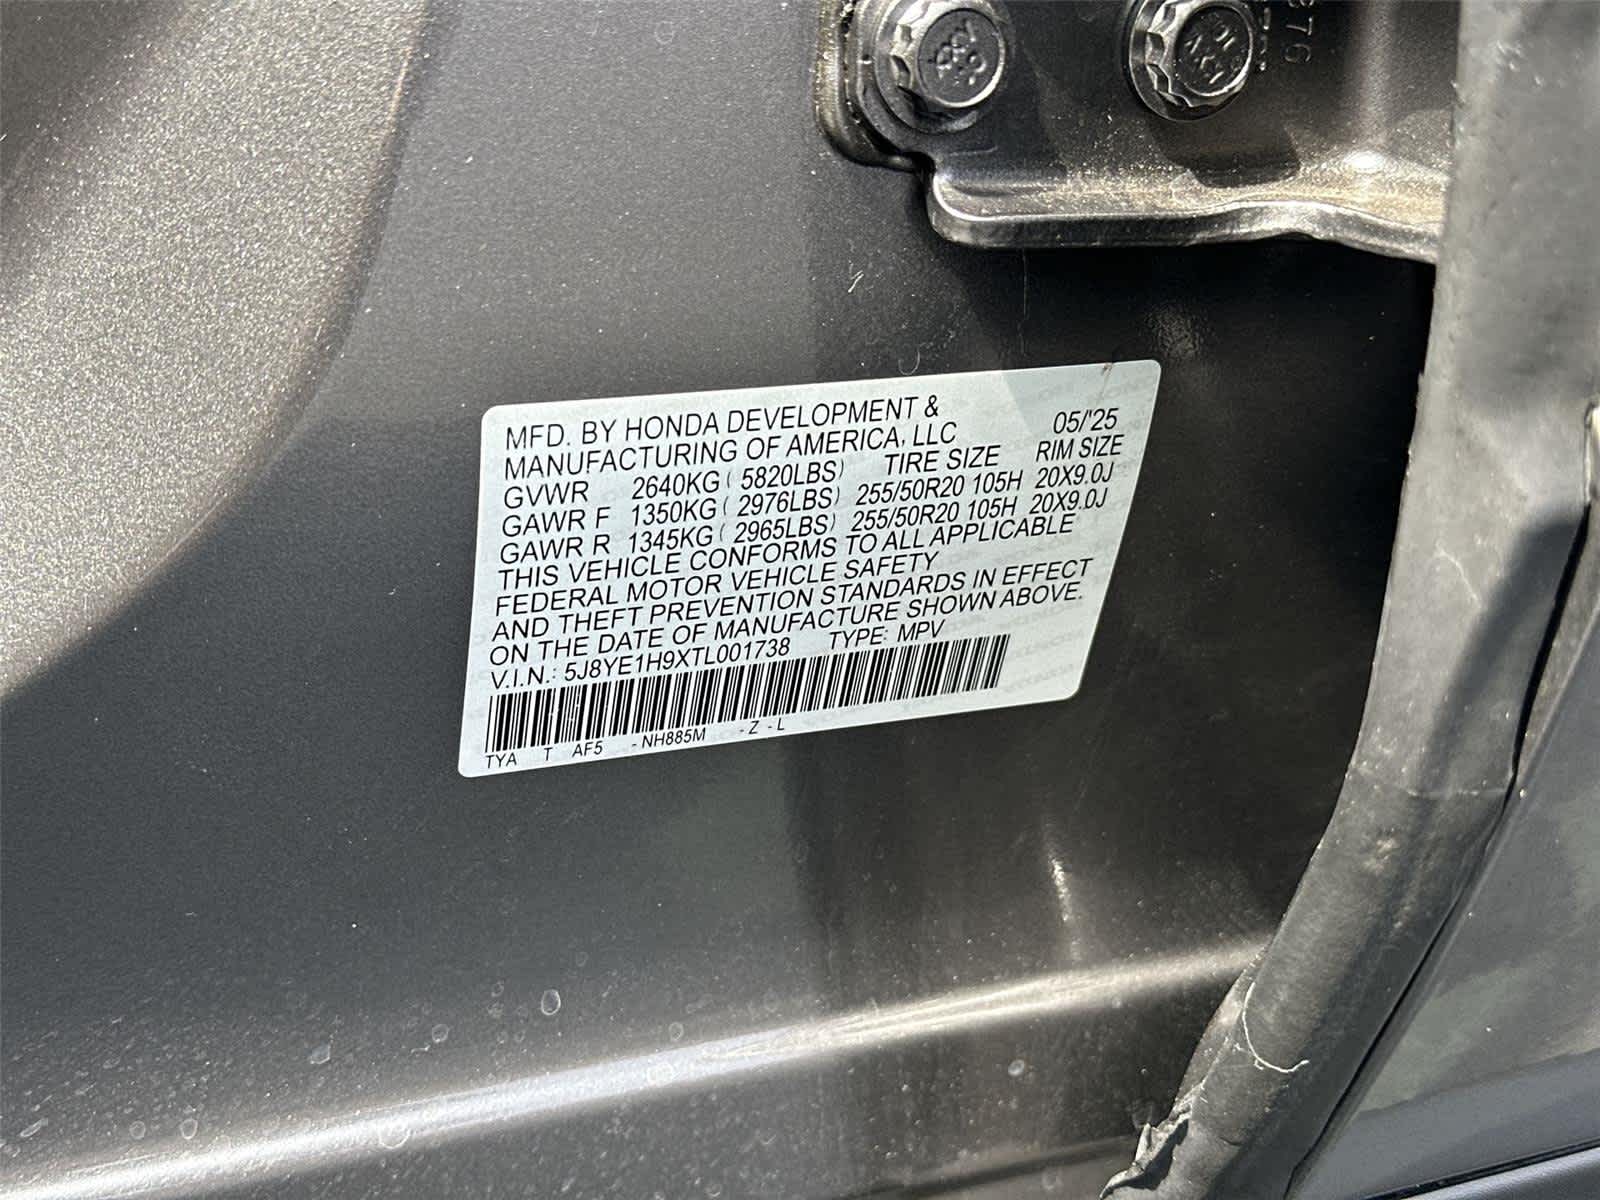 MFD. BY HONDA DEVELOPMENT & MANUFACTURING OF AMERICA, LLC 05/'25
GVWR 2640KG ( 5820LBS) TIRE SIZE RIM SIZE
GAWR F 1350KG ( 2976LBS) 255/50R20 105H 20X9.0J
GAWR R 1345KG ( 2965LBS) 255/50R20 105H 20X9.0J
THIS VEHICLE CONFORMS TO ALL APPLICABLE
FEDERAL MOTOR VEHICLE SAFETY
AND THEFT PREVENTION STANDARDS IN EFFECT
ON THE DATE OF MANUFACTURE SHOWN ABOVE.
V.I.N.: 5J8YE1H9XTL001738 TYPE: MPV
TYA T AF5 - NH885M - Z - L